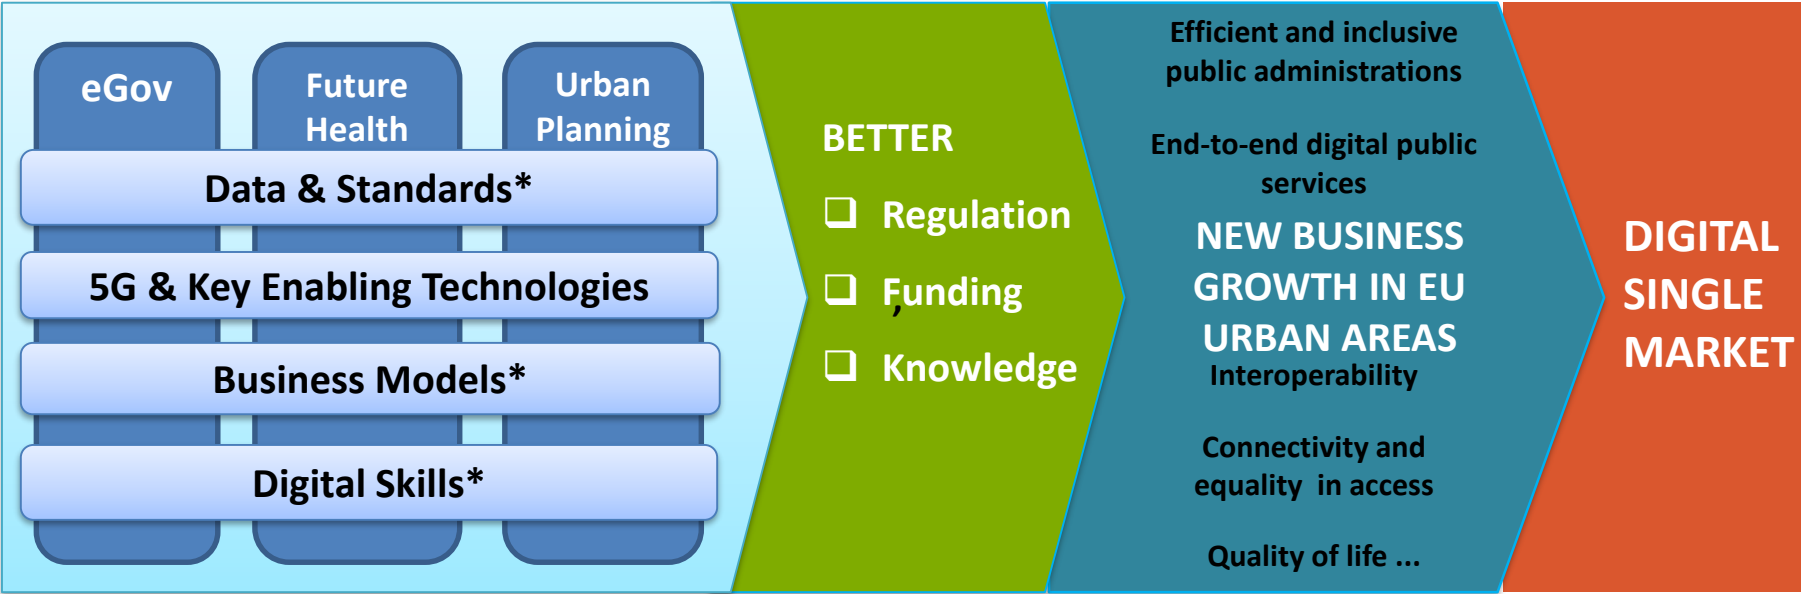 eGov
Future
Health
Urban
Planning
Data & Standards*
5G & Key Enabling Technologies
Business Models*
Digital Skills*
BETTER
❑ Regulation
❑ Funding
,
❑ Knowledge
Efficient and inclusive
public administrations
End-to-end digital public
services
NEW BUSINESS
GROWTH IN EU
URBAN AREAS
Interoperability
Connectivity and
equality in access
Quality of life ...
DIGITAL
SINGLE
MARKET